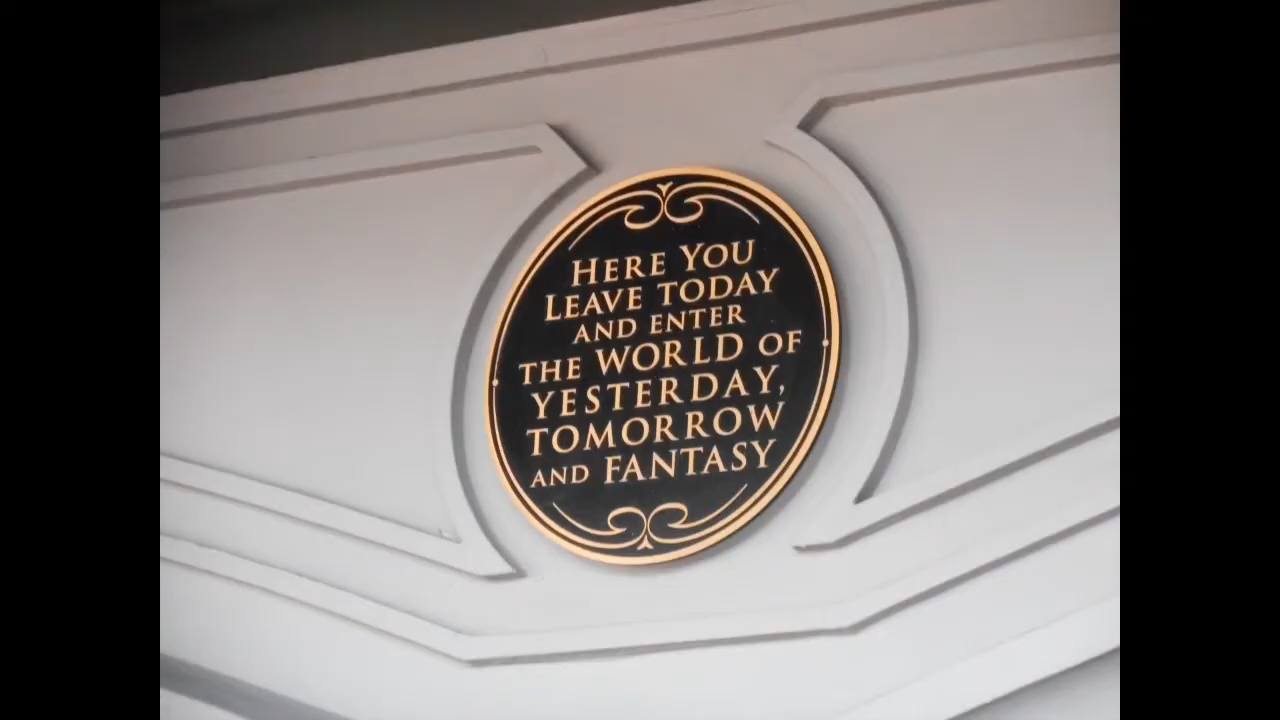 HERE YOU
LEAVE TODAY
AND ENTER
THE WORLD OF
YESTERDAY,
TOMORROW
AND FANTASY